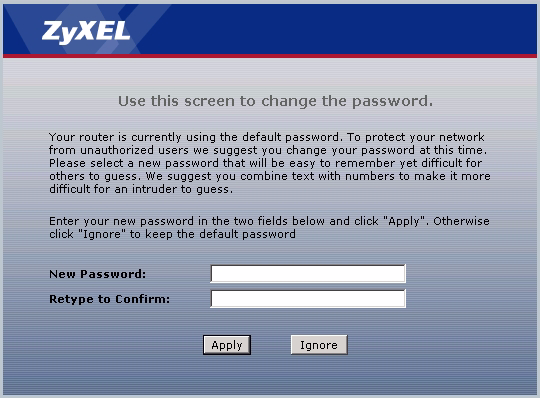 ZyXEL
Use this screen to change the password.
Your router is currently using the default password. To protect your network
from unauthorized users we suggest you change your password at this time.
Please select a new password that will be easy to remember yet difficult for
others to guess. We suggest you combine text with numbers to make it more
difficult for an intruder to guess.
Enter your new password in the two fields below and click "Apply". Otherwise
click "Ignore" to keep the default password
New Password:
Retype to Confirm:
Apply Ignore